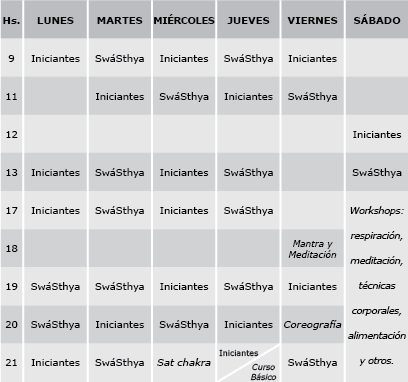 Hs. LUNES MARTES MIÉRCOLES JUEVES VIERNES SÁBADO
9 Iniciantes SwáSthya Iniciantes SwáSthya Iniciantes
11 Iniciantes SwáSthya Iniciantes SwáSthya
12 Iniciantes
13 Iniciantes SwáSthya Iniciantes SwáSthya SwáSthya
17 Iniciantes SwáSthya Iniciantes SwáSthya Workshops:
respiración,
18 Mantra y
Meditación
meditación,
19 SwáSthya SwáSthya Iniciantes SwáSthya Iniciantes técnicas
corporales,
20 SwáSthya Iniciantes SwáSthya Iniciantes Coreografía
alimentación
21 Iniciantes SwáSthya Sat chakra Iniciantes SwáSthya y otros.
Curso
Básico